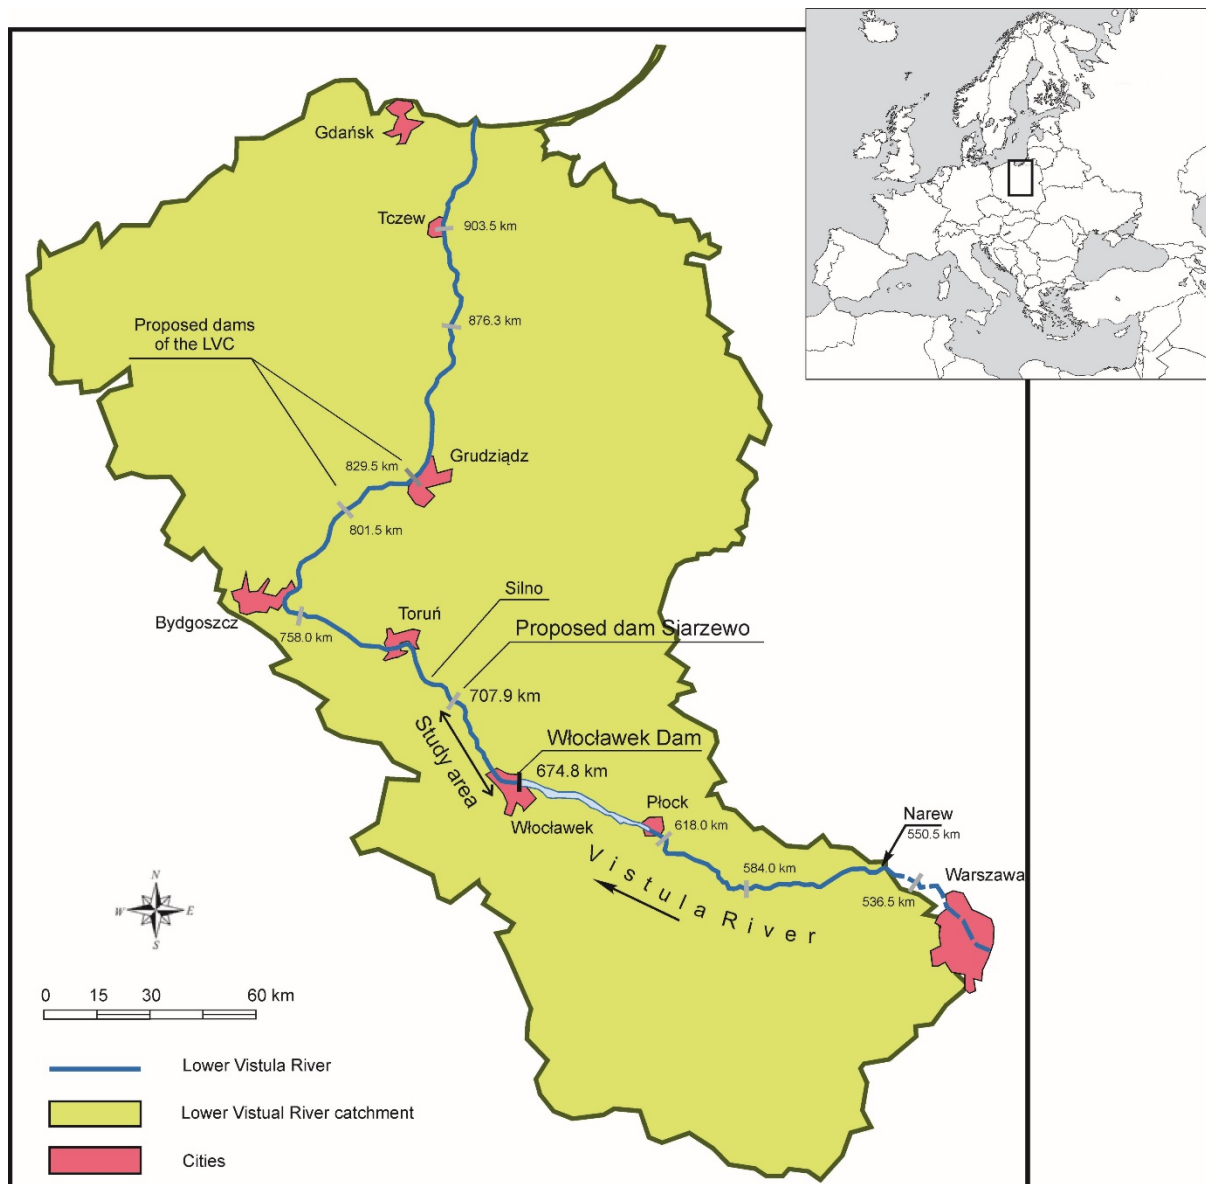 Gdańsk
Tczew
903.5 km
876.3 km
Proposed dams
of the LVC
Grudziądz
829.5 km
801.5 km
Silno
Bydgoszcz
Toruń
758.0 km
Proposed dam Siarzewo
707.9 km
Study area
Włocławek Dam
674.8 km
Włocławek
Płock
618.0 km
Narew
550.5 km
Warszawa
584.0 km
536.5 km
Vistula River
N
W
E
S
0 15 30 60 km
Lower Vistula River
Lower Vistual River catchment
Cities